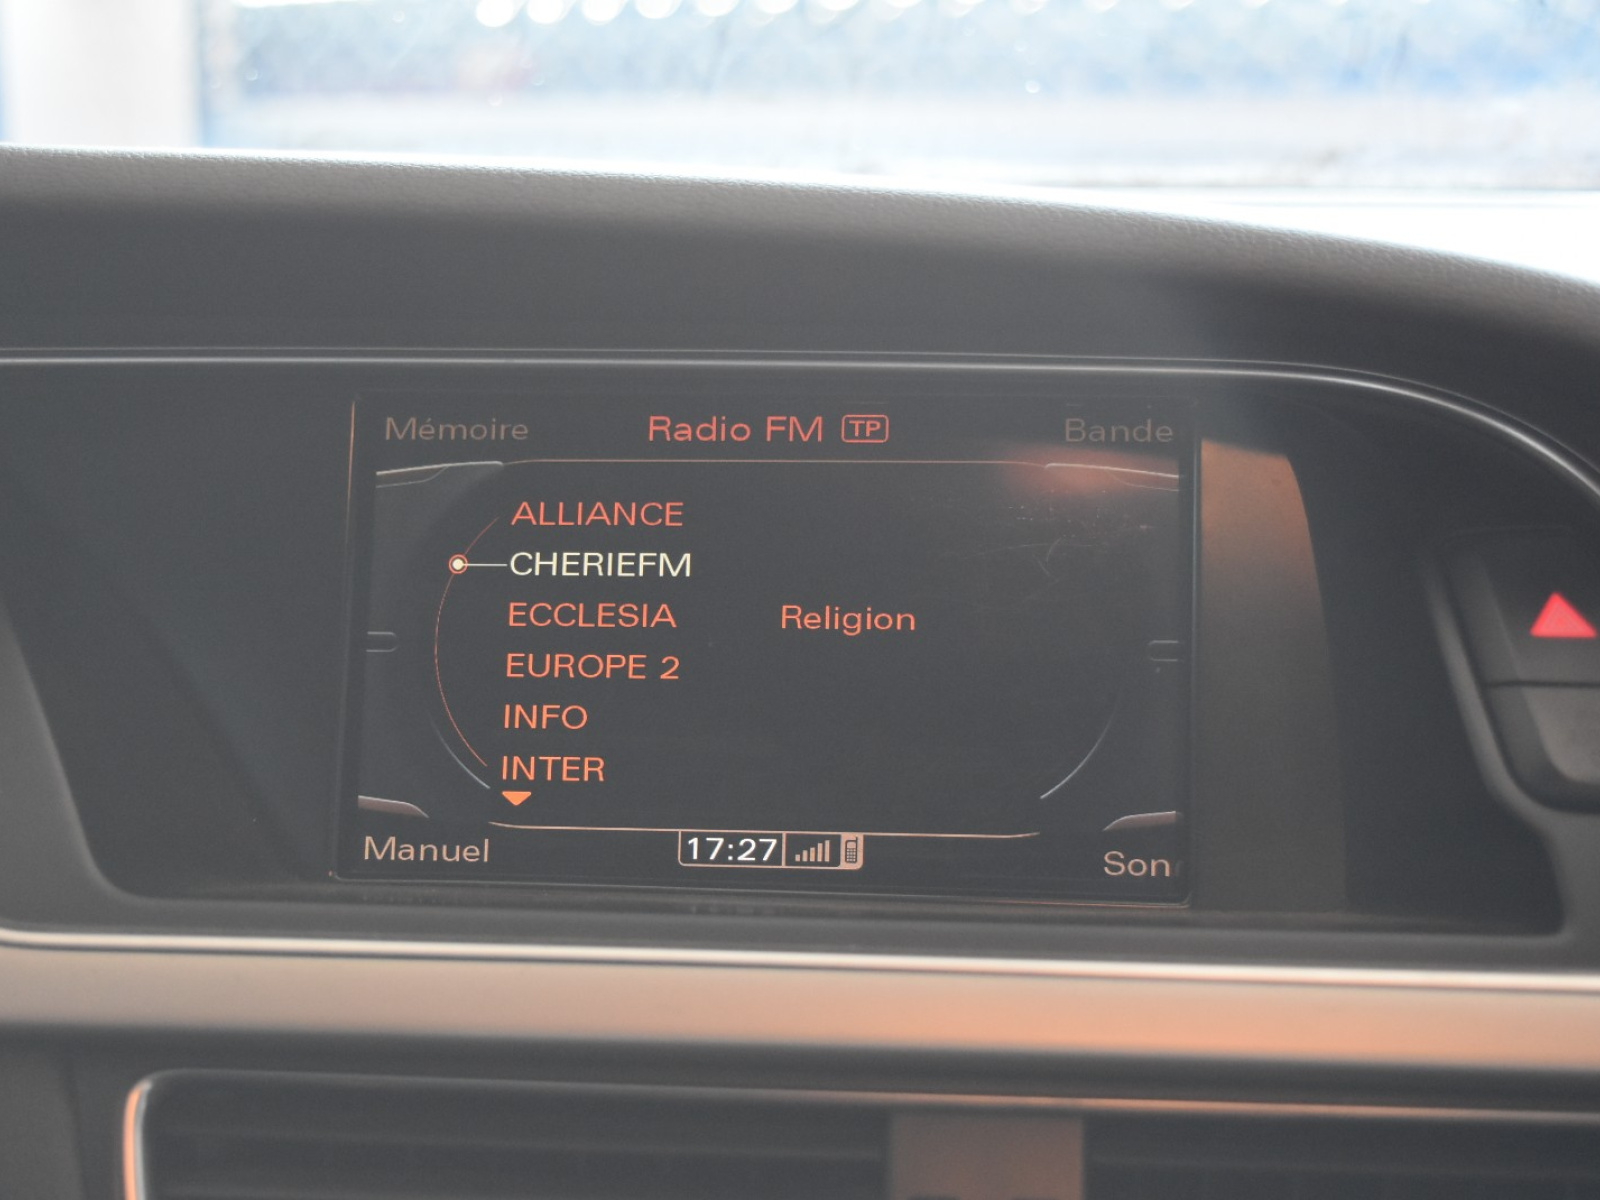 Mémoire Radio FM TP Bande
ALLIANCE
CHERIEFM
ECCLESIA Religion
EUROPE 2
INFO
INTER
Manuel 17:27 Son